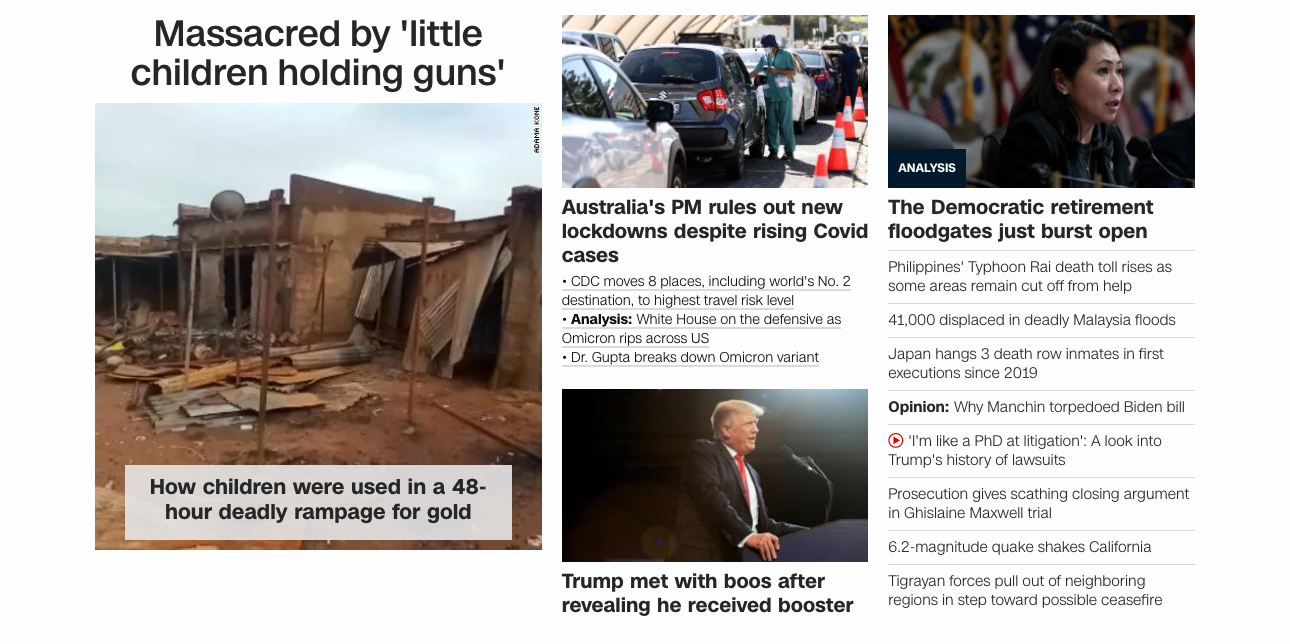 Massacred by 'little
children holding guns'
ADAMA KONE
How children were used in a 48-
hour deadly rampage for gold
Australia's PM rules out new
lockdowns despite rising Covid
cases
• CDC moves 8 places, including world's No. 2
destination, to highest travel risk level
• Analysis: White House on the defensive as
Omicron rips across US
• Dr. Gupta breaks down Omicron variant
Trump met with boos after
revealing he received booster
ANALYSIS
The Democratic retirement
floodgates just burst open
Philippines' Typhoon Rai death toll rises as
some areas remain cut off from help
41,000 displaced in deadly Malaysia floods
Japan hangs 3 death row inmates in first
executions since 2019
Opinion: Why Manchin torpedoed Biden bill
'I'm like a PhD at litigation': A look into
Trump's history of lawsuits
Prosecution gives scathing closing argument
in Ghislaine Maxwell trial
6.2-magnitude quake shakes California
Tigrayan forces pull out of neighboring
regions in step toward possible ceasefire